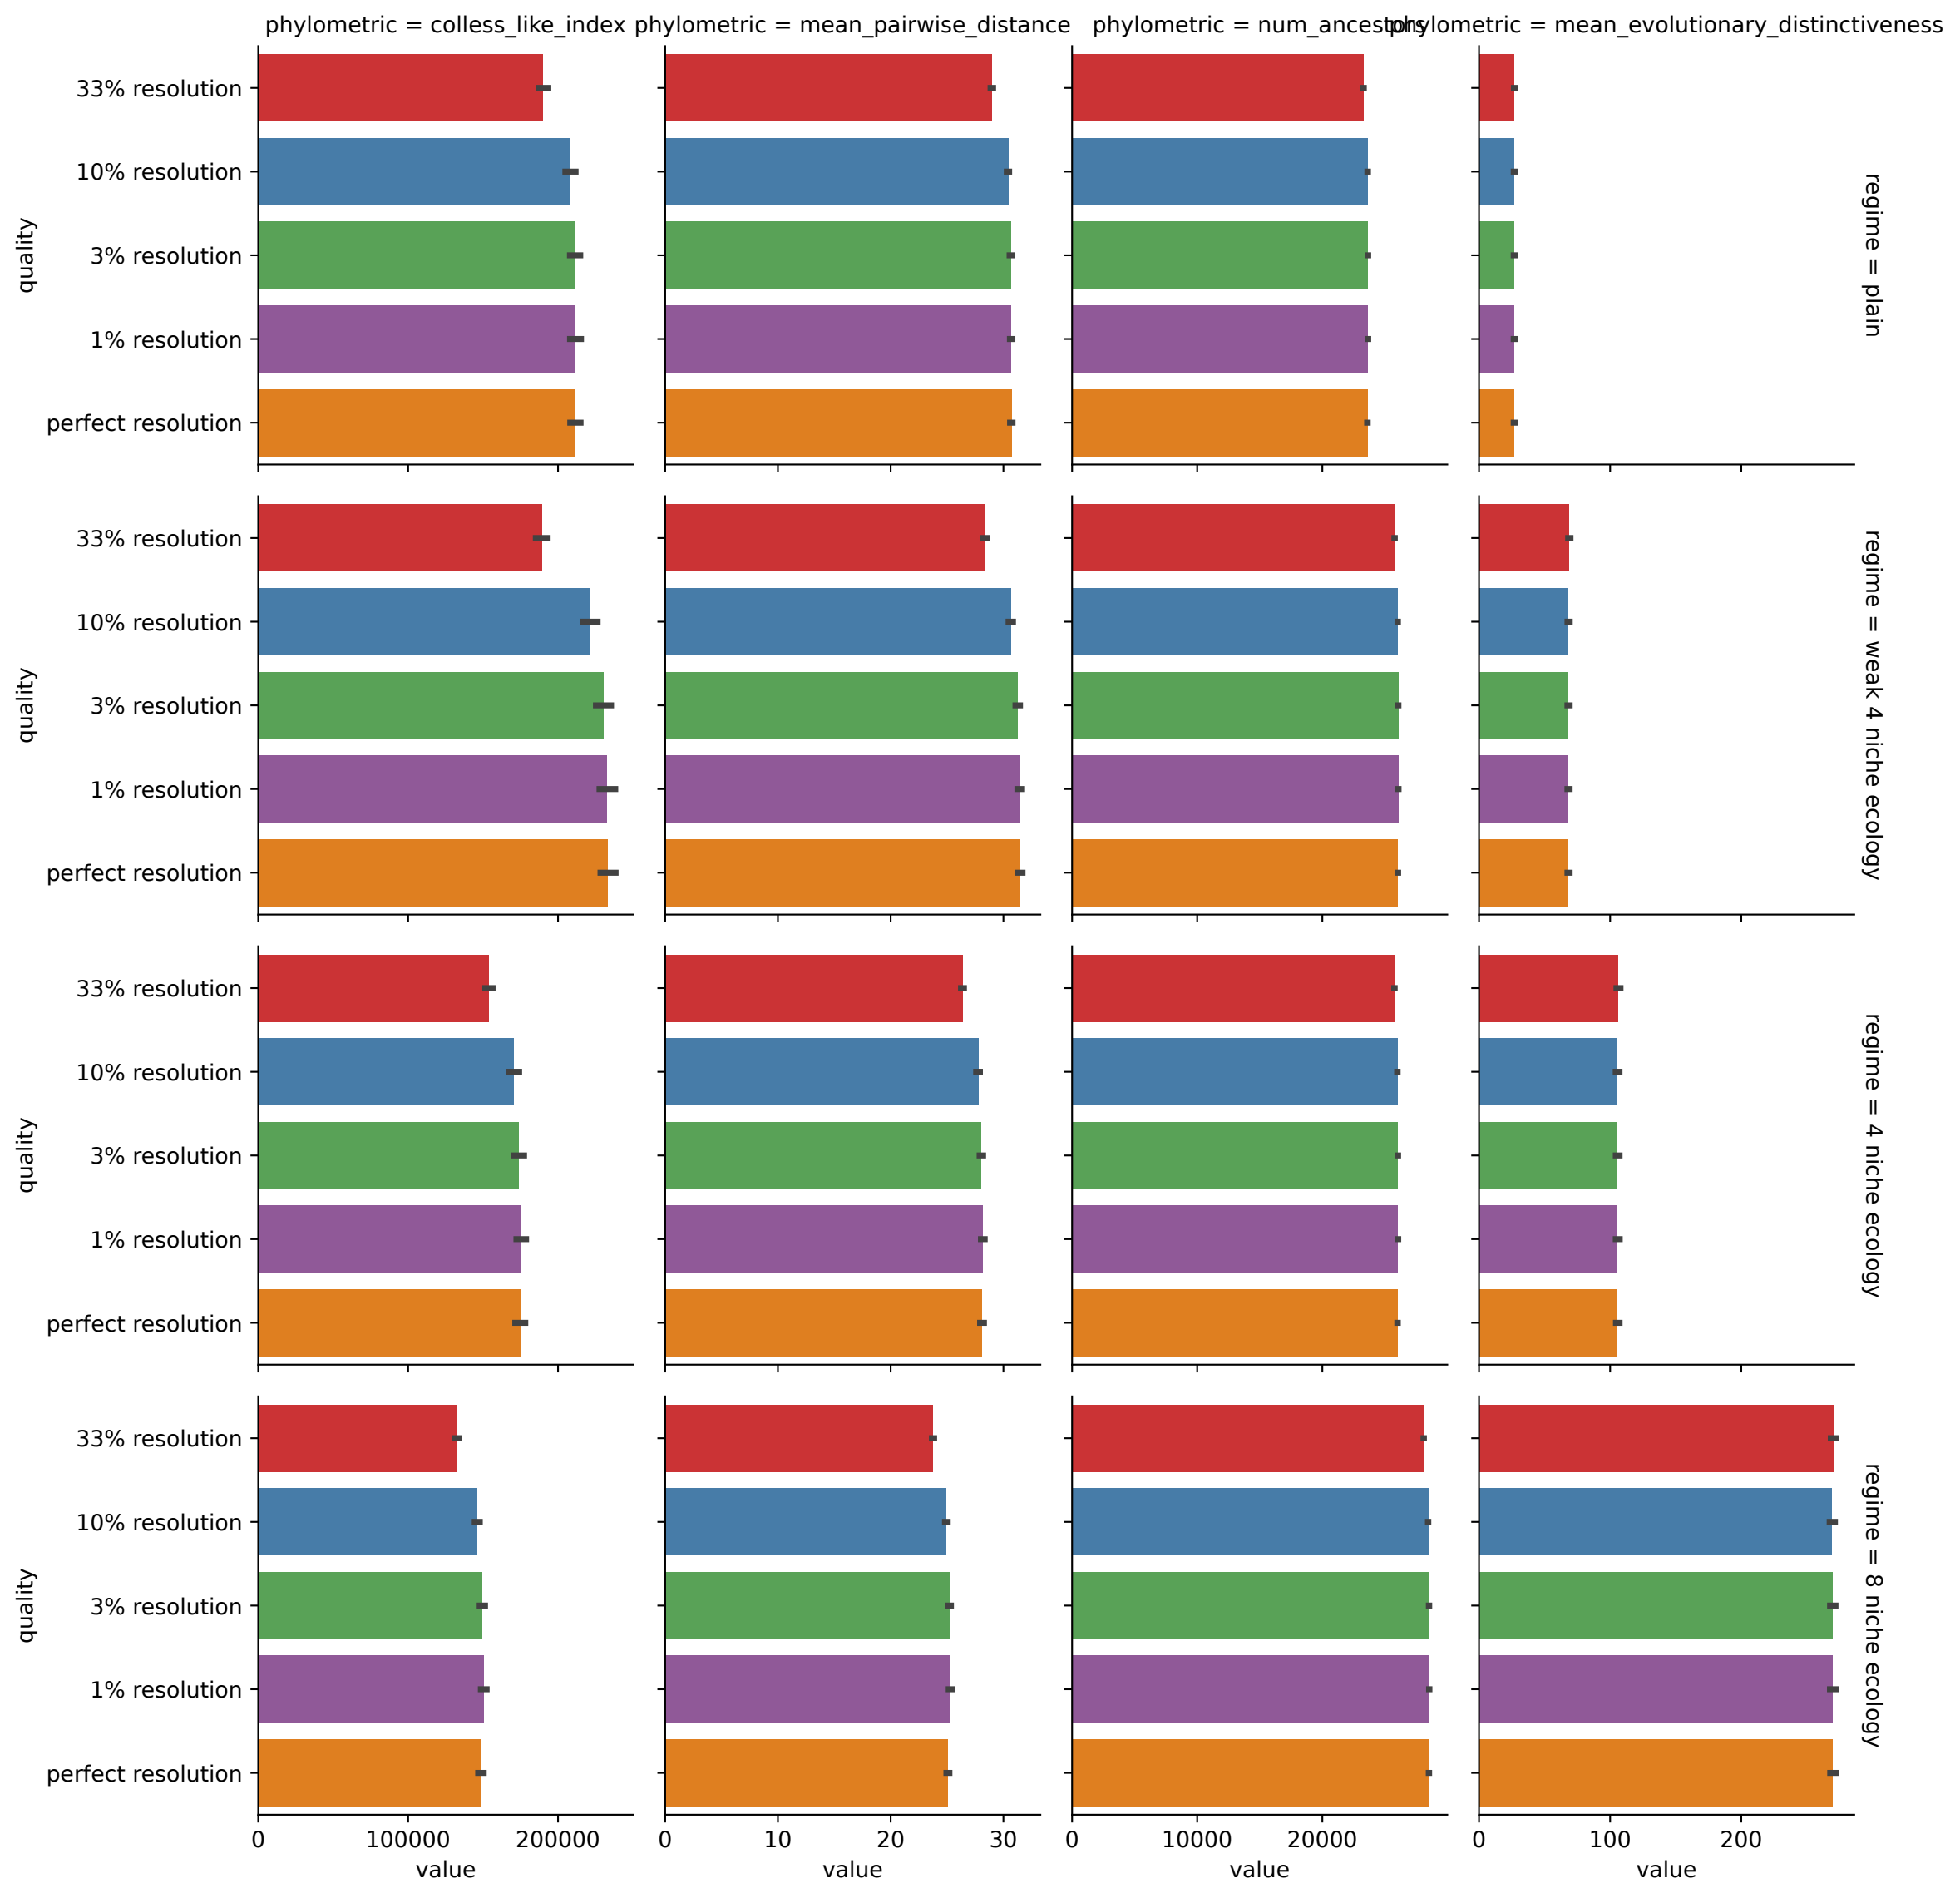 phylometric = colless_like_index
phylometric = mean_pairwise_distance
phylometric = num_ancestors
phylometric = mean_evolutionary_distinctiveness
quality
33% resolution
10% resolution
3% resolution
1% resolution
perfect resolution
regime = plain
quality
33% resolution
10% resolution
3% resolution
1% resolution
perfect resolution
regime = weak 4 niche ecology
quality
33% resolution
10% resolution
3% resolution
1% resolution
perfect resolution
regime = 4 niche ecology
quality
33% resolution
10% resolution
3% resolution
1% resolution
perfect resolution
regime = 8 niche ecology
0 100000 200000
value
0 10 20 30
value
0 10000 20000
value
0 100 200
value